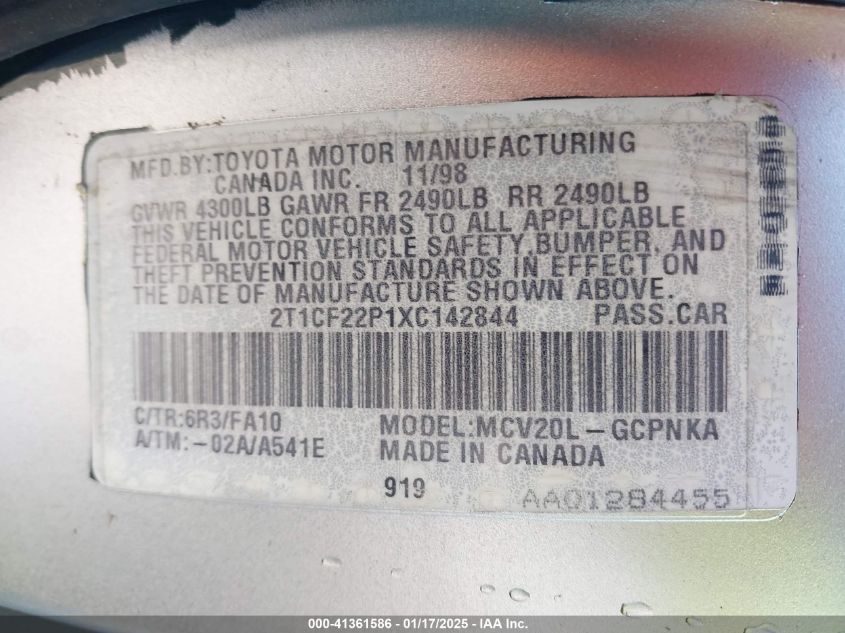 MFD.BY:TOYOTA MOTOR MANUFACTURING
CANADA INC. 11/98
GVWR 4300LB GAWR FR 2490LB RR 2490LB
THIS VEHICLE CONFORMS TO ALL APPLICABLE
FEDERAL MOTOR VEHICLE SAFETY,BUMPER, AND
THEFT PREVENTION STANDARDS IN EFFECT ON
THE DATE OF MANUFACTURE SHOWN ABOVE.
2T1CF22P1XC142844 PASS.CAR
C/TR:6R3/FA10 MODEL:MCV20L-GCPNKA
A/TM:-02A/A541E MADE IN CANADA
919 AA01284455
000-41361586 - 01/17/2025 - IAA Inc.